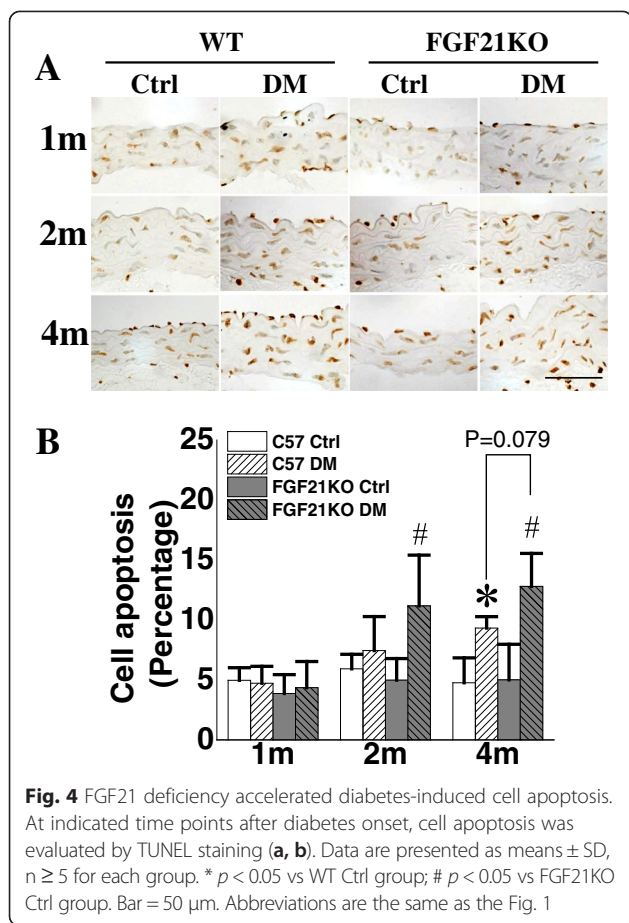 WT FGF21KO
A
Ctrl DM Ctrl DM
1m
2m
4m
B
25
20
15
10
5
0
Cell apoptosis
(Percentage)
C57 Ctrl
C57 DM
FGF21KO Ctrl
FGF21KO DM
P=0.079
#
*
#
1m 2m 4m
Fig. 4 FGF21 deficiency accelerated diabetes-induced cell apoptosis.
At indicated time points after diabetes onset, cell apoptosis was
evaluated by TUNEL staining (a, b). Data are presented as means ± SD,
n ≥ 5 for each group. * p < 0.05 vs WT Ctrl group; # p < 0.05 vs FGF21KO
Ctrl group. Bar = 50 μm. Abbreviations are the same as the Fig. 1